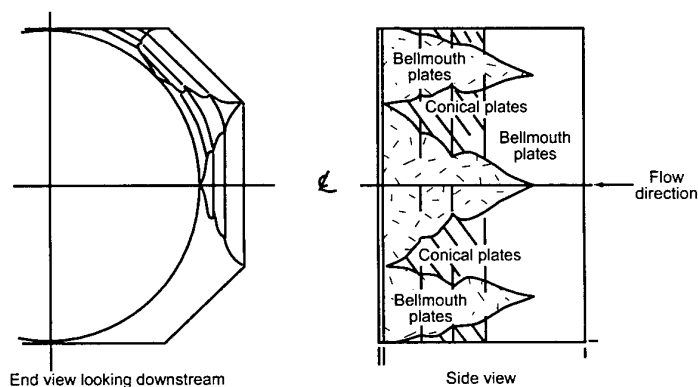 Bellmouth
plates
Conical plates
Bellmouth
plates
℄
Flow
direction
Conical plates
Bellmouth
plates
End view looking downstream
Side view